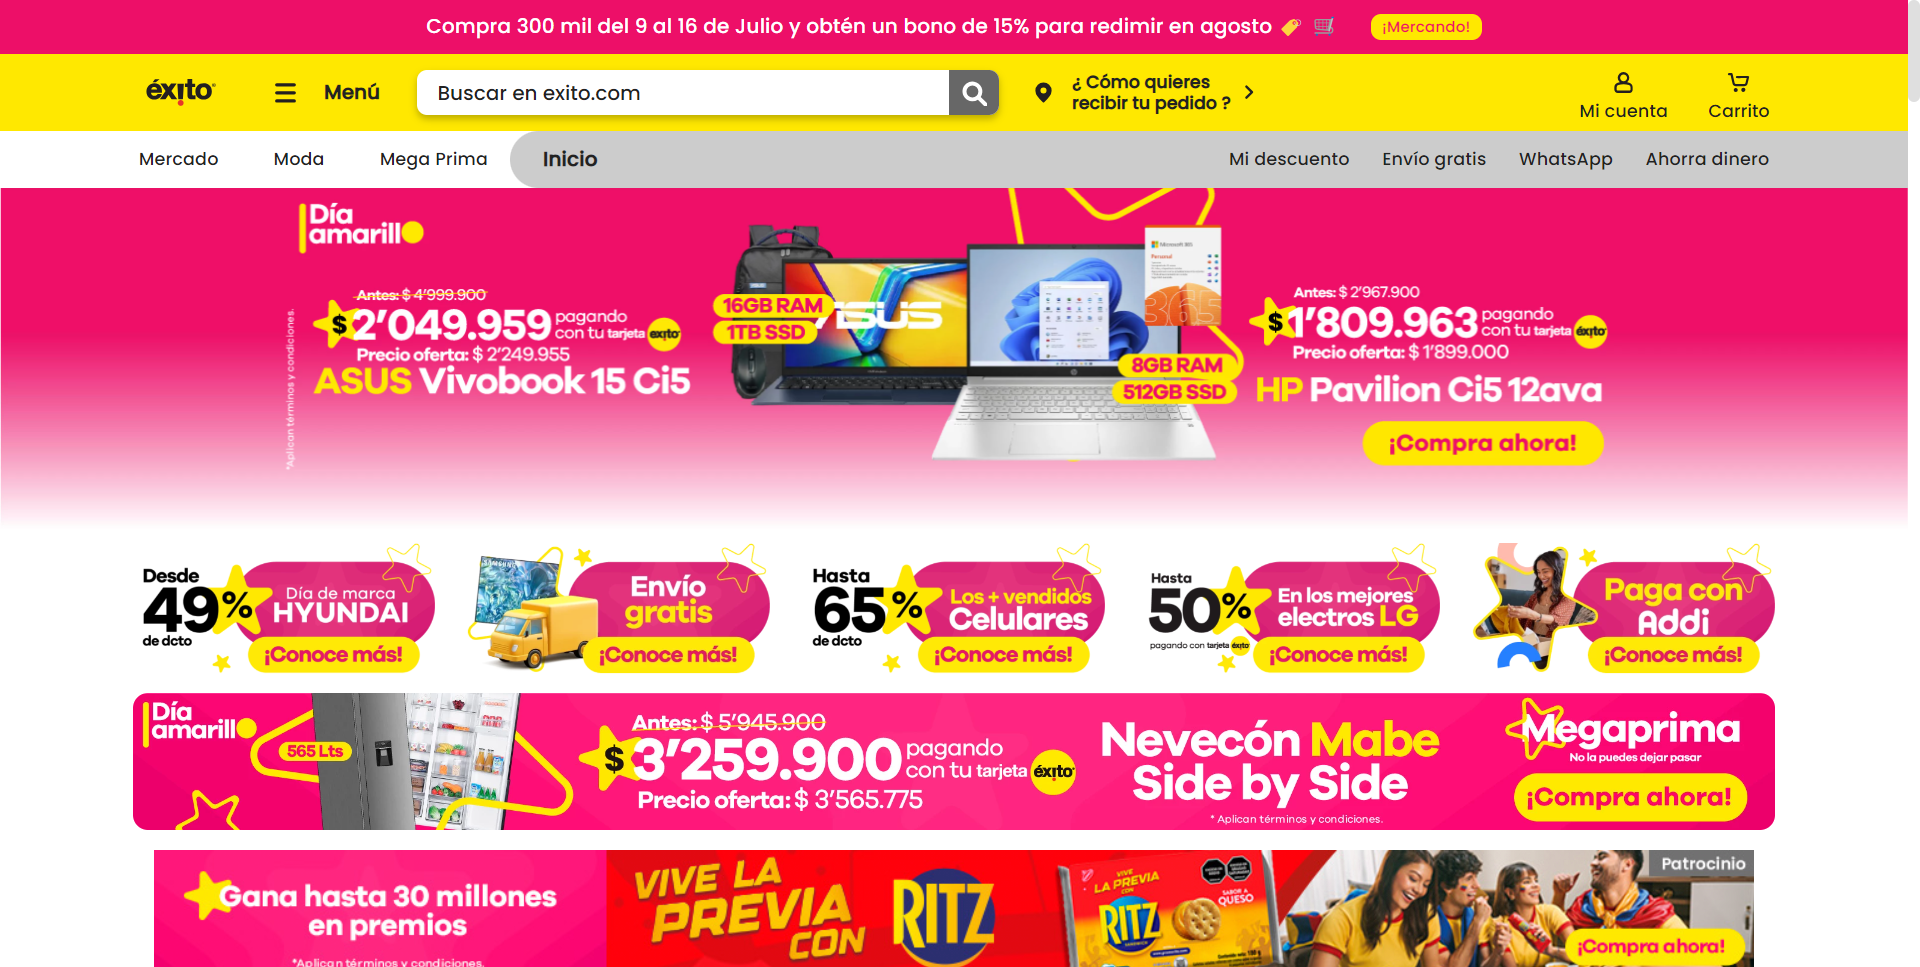 Compra 300 mil del 9 al 16 de Julio y obtén un bono de 15% para redimir en agosto
¡Mercando!
éxito
Menú
Buscar en exito.com
¿ Cómo quieres
recibir tu pedido ?
Mi cuenta
Carrito
Mercado
Moda
Mega Prima
Inicio
Mi descuento
Envío gratis
WhatsApp
Ahorra dinero
Día
amarillo
*Aplican términos y condiciones.
Antes: $ 4'999.900
$ 2'049.959 pagando
con tu tarjeta éxito
Precio oferta: $ 2'249.955
ASUS Vivobook 15 Ci5
16GB RAM
1TB SSD
ASUS
Microsoft 365
Personal
365
8GB RAM
512GB SSD
Antes: $ 2'967.900
$ 1'809.963 pagando
con tu tarjeta éxito
Precio oferta: $ 1'899.000
HP Pavilion Ci5 12ava
¡Compra ahora!
Desde
49%
de dcto
Día de marca
HYUNDAI
¡Conoce más!
SAMSUNG
Envío
gratis
¡Conoce más!
Hasta
65%
de dcto
Los + vendidos
Celulares
¡Conoce más!
Hasta
50%
pagando con tarjeta éxito
En los mejores
electros LG
¡Conoce más!
Paga con
Addi
¡Conoce más!
Día
amarillo
565 Lts
Antes: $ 5'945.900
$ 3'259.900 pagando
con tu tarjeta éxito
Precio oferta: $ 3'565.775
Nevecón Mabe
Side by Side
* Aplican términos y condiciones.
Megaprima
No la puedes dejar pasar
¡Compra ahora!
Gana hasta 30 millones
en premios
*Aplican términos y condiciones.
VIVE LA
PREVIA
CON
RITZ
VIVE
LA PREVIA
CON
RITZ
SABOR A
QUESO
Patrocinio
¡Compra ahora!